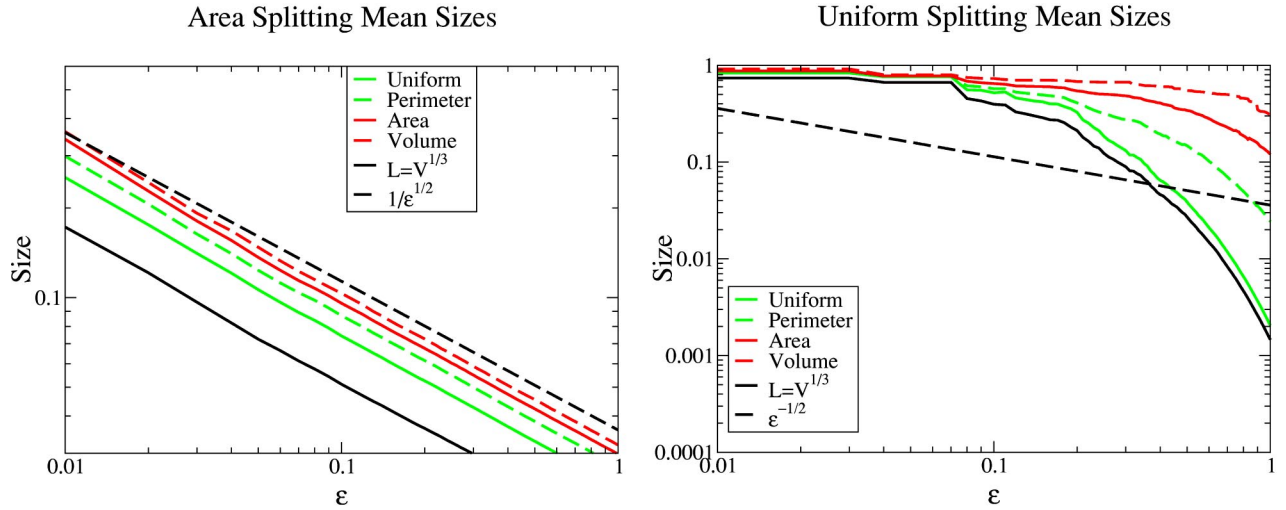 Area Splitting Mean Sizes
Size
0.1
0.01
0.1
1
ε
Uniform
Perimeter
Area
Volume
L=V^{1/3}
1/ε^{1/2}
Uniform Splitting Mean Sizes
Size
1
0.1
0.01
0.001
0.0001
0.01
0.1
1
ε
Uniform
Perimeter
Area
Volume
L=V^{1/3}
ε^{-1/2}